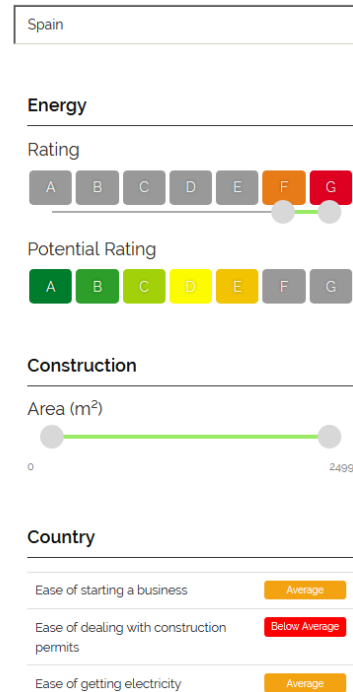 Spain
Energy
Rating
A B C D E F G
Potential Rating
A B C D E F G
Construction
Area (m²)
0 2499
Country
Ease of starting a business Average
Ease of dealing with construction Below Average
permits
Ease of getting electricity Average